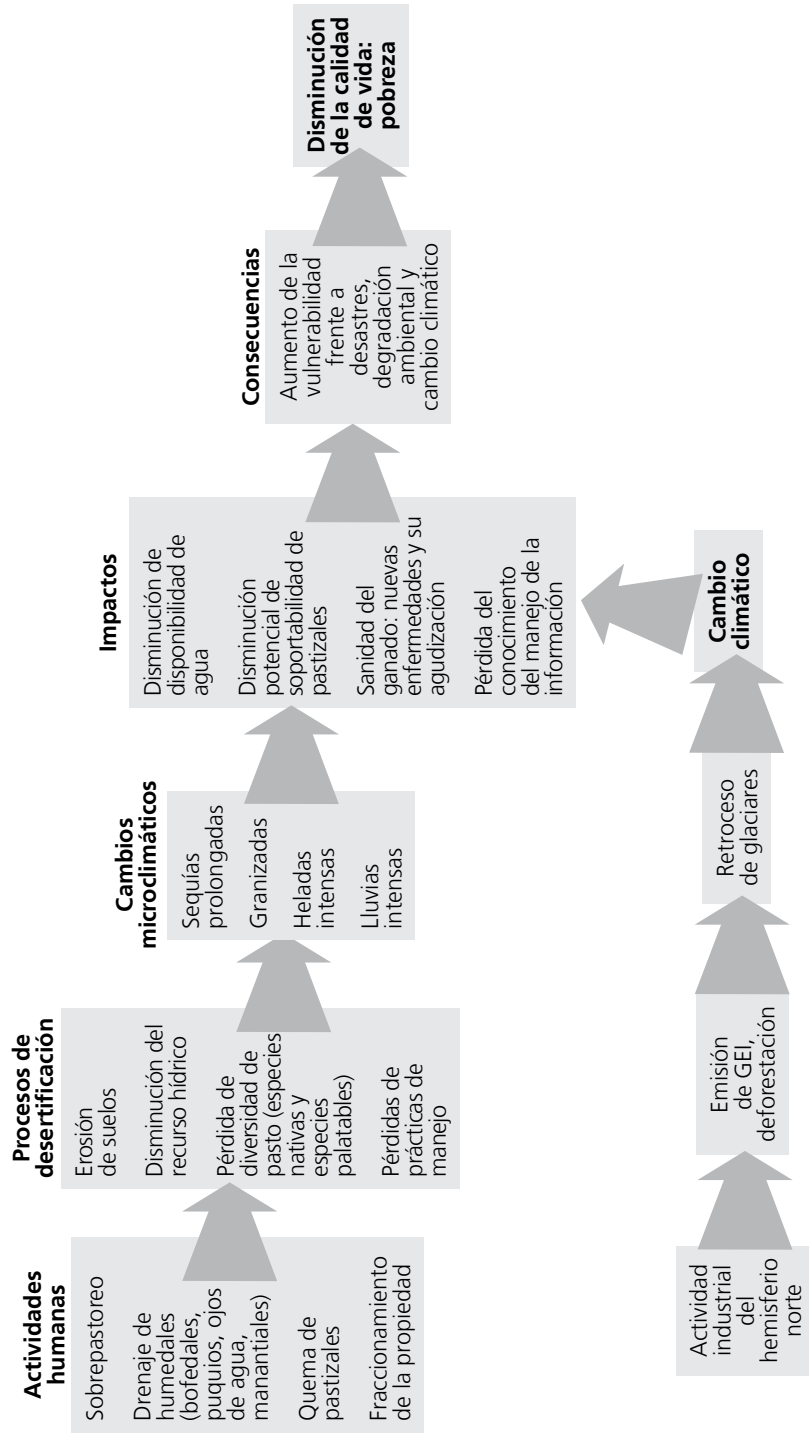 Actividades
humanas
Sobrepastoreo
Drenaje de
humedales
(bofedales,
puquios, ojos
de agua,
manantiales)
Quema de
pastizales
Fraccionamiento
de la propiedad
Procesos de
desertificación
Erosión
de suelos
Disminución del
recurso hídrico
Pérdida de
diversidad de
pasto (especies
nativas y
especies
palatables)
Pérdidas de
prácticas de
manejo
Cambios
microclimáticos
Sequías
prolongadas
Granizadas
Heladas
intensas
Lluvias
intensas
Impactos
Disminución de
disponibilidad de
agua
Disminución
potencial de
soportabilidad de
pastizales
Sanidad del
ganado: nuevas
enfermedades y su
agudización
Pérdida del
conocimiento
del manejo de la
información
Consecuencias
Aumento de la
vulnerabilidad
frente a
desastres,
degradación
ambiental y
cambio climático
Disminución
de la calidad
de vida:
pobreza
Actividad
industrial
del
hemisferio
norte
Emisión
de GEI,
deforestación
Retroceso
de glaciares
Cambio
climático